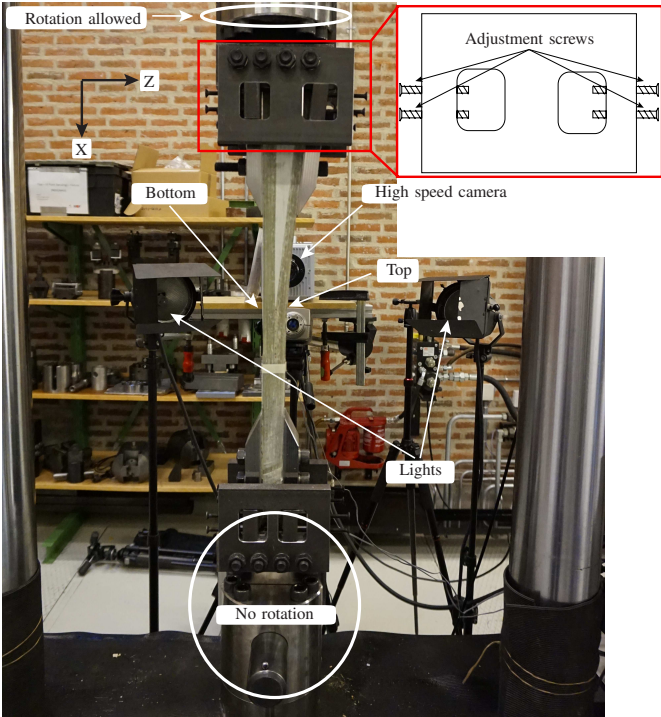 Rotation allowed
Adjustment screws
Z
X
Bottom
High speed camera
Top
Lights
No rotation